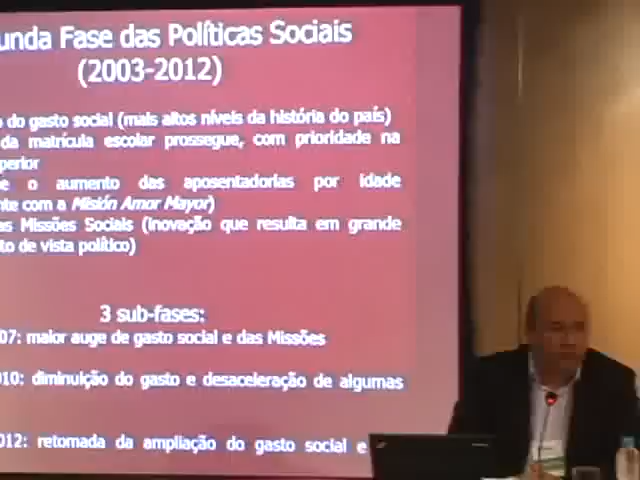 unda Fase das Políticas Sociais
(2003-2012)
o do gasto social (mais altos níveis da história do país)
da matrícula escolar prossegue, com prioridade na
perior
e o aumento das aposentadorias por idade
nte com a Misión Amor Mayor)
as Missões Sociais (inovação que resulta em grande
to de vista político)
3 sub-fases:
07: maior auge de gasto social e das Missões
010: diminuição do gasto e desaceleração de algumas
012: retomada da ampliação do gasto social e